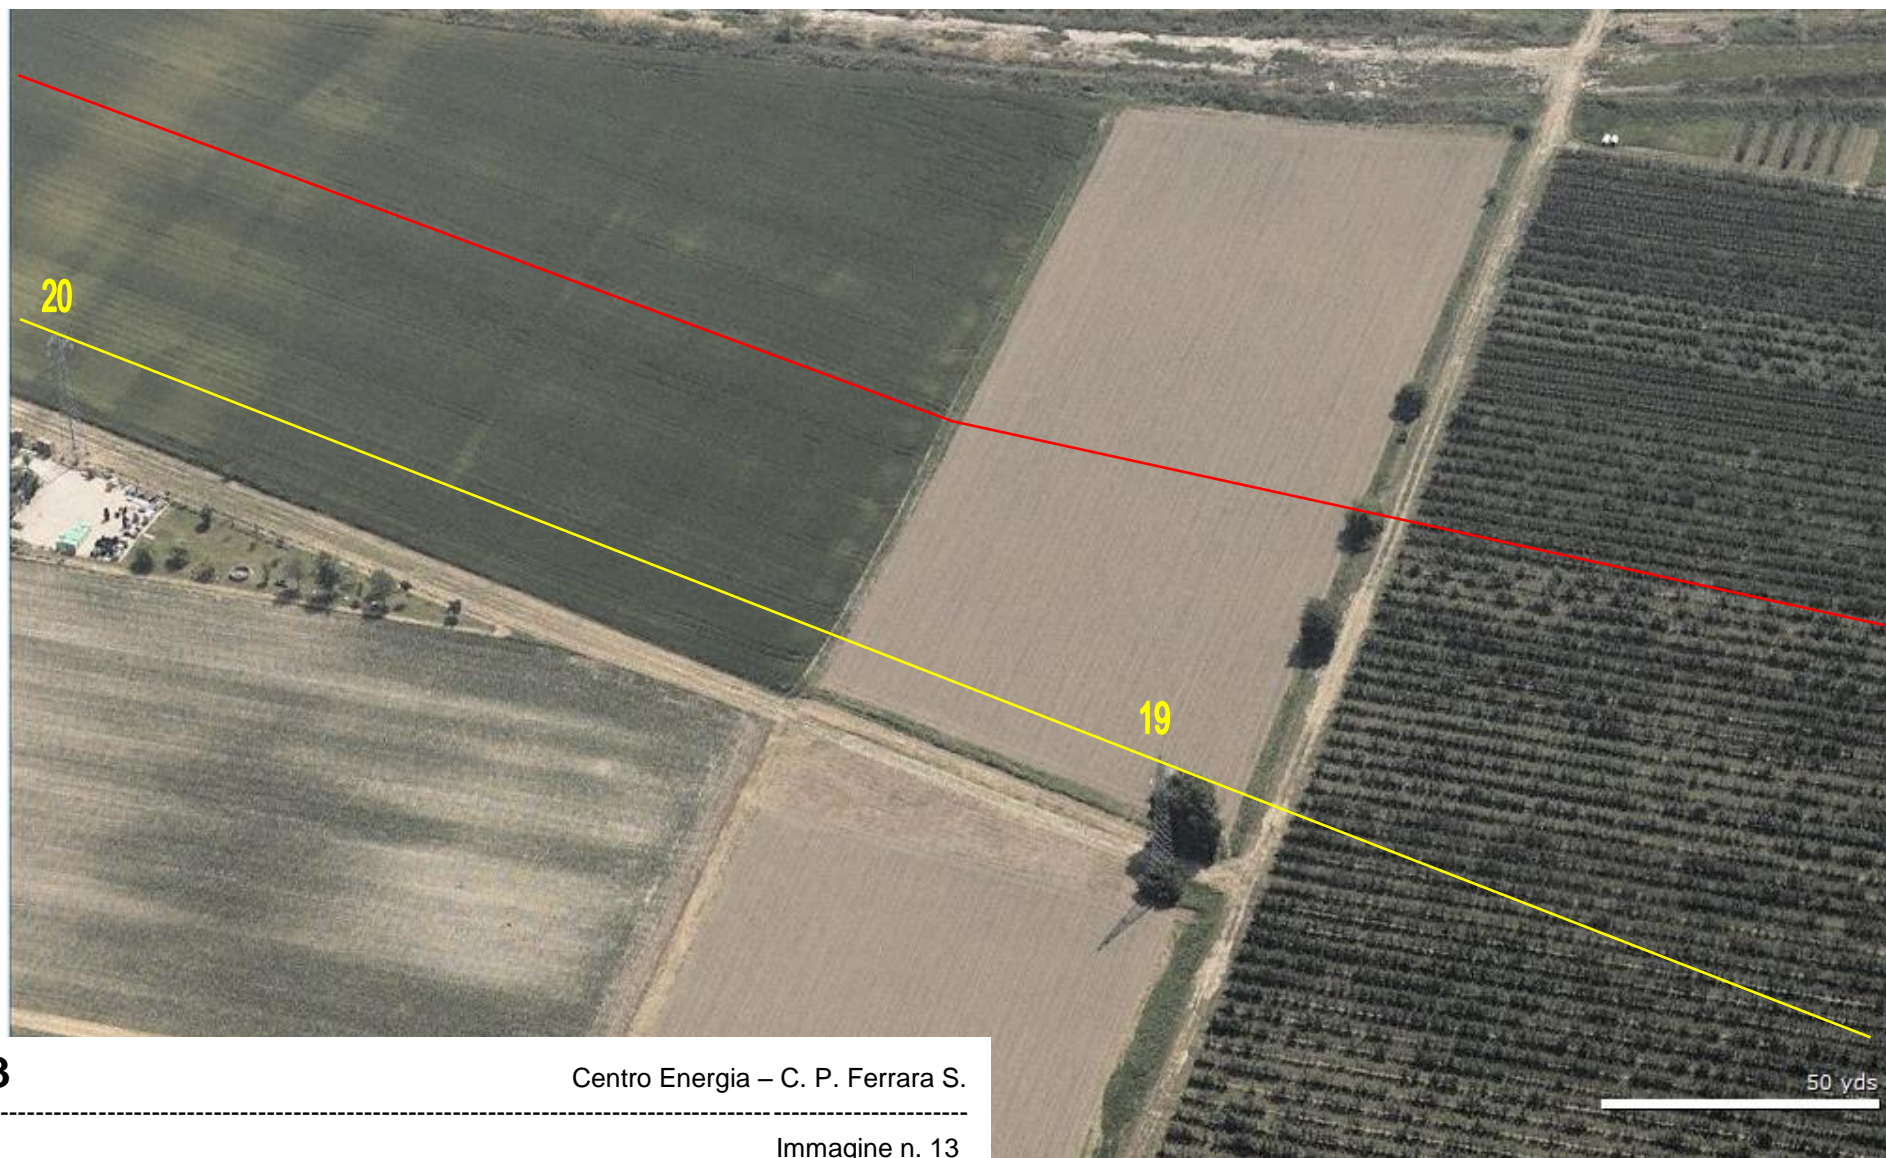 20
19
50 yds
Centro Energia – C. P. Ferrara S.
Immagine n. 13